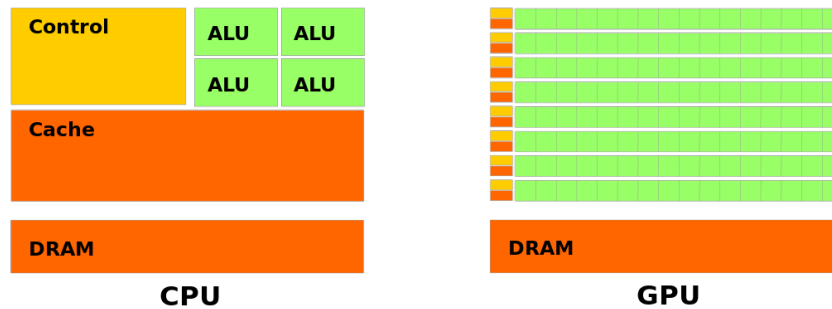 Control
ALU ALU
ALU ALU
Cache
DRAM
CPU
DRAM
GPU